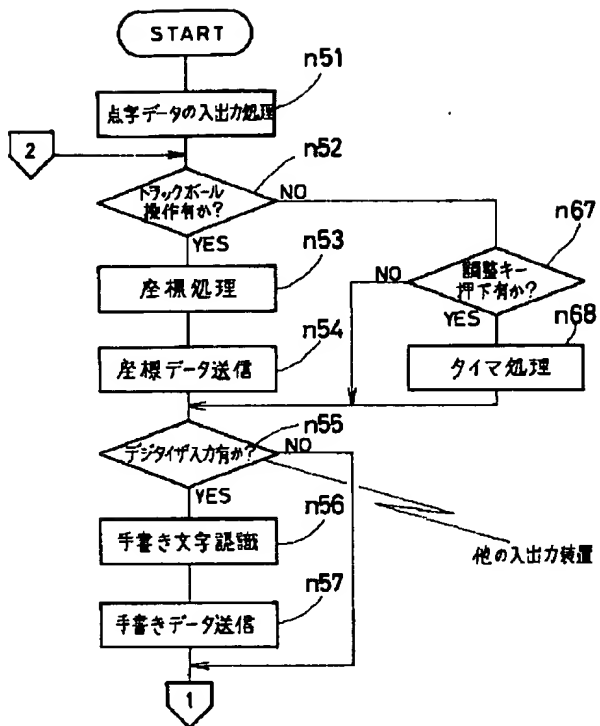 START
n51
点字データの入出力処理
2
n52
トラックボール
操作有か?
NO
YES
n53
座標処理
n54
座標データ送信
n67
調整キー
押下有か?
NO
YES
n68
タイマ処理
n55
デジタイザ入力有か?
NO
YES
n56
手書き文字認識
他の入出力装置
n57
手書きデータ送信
1